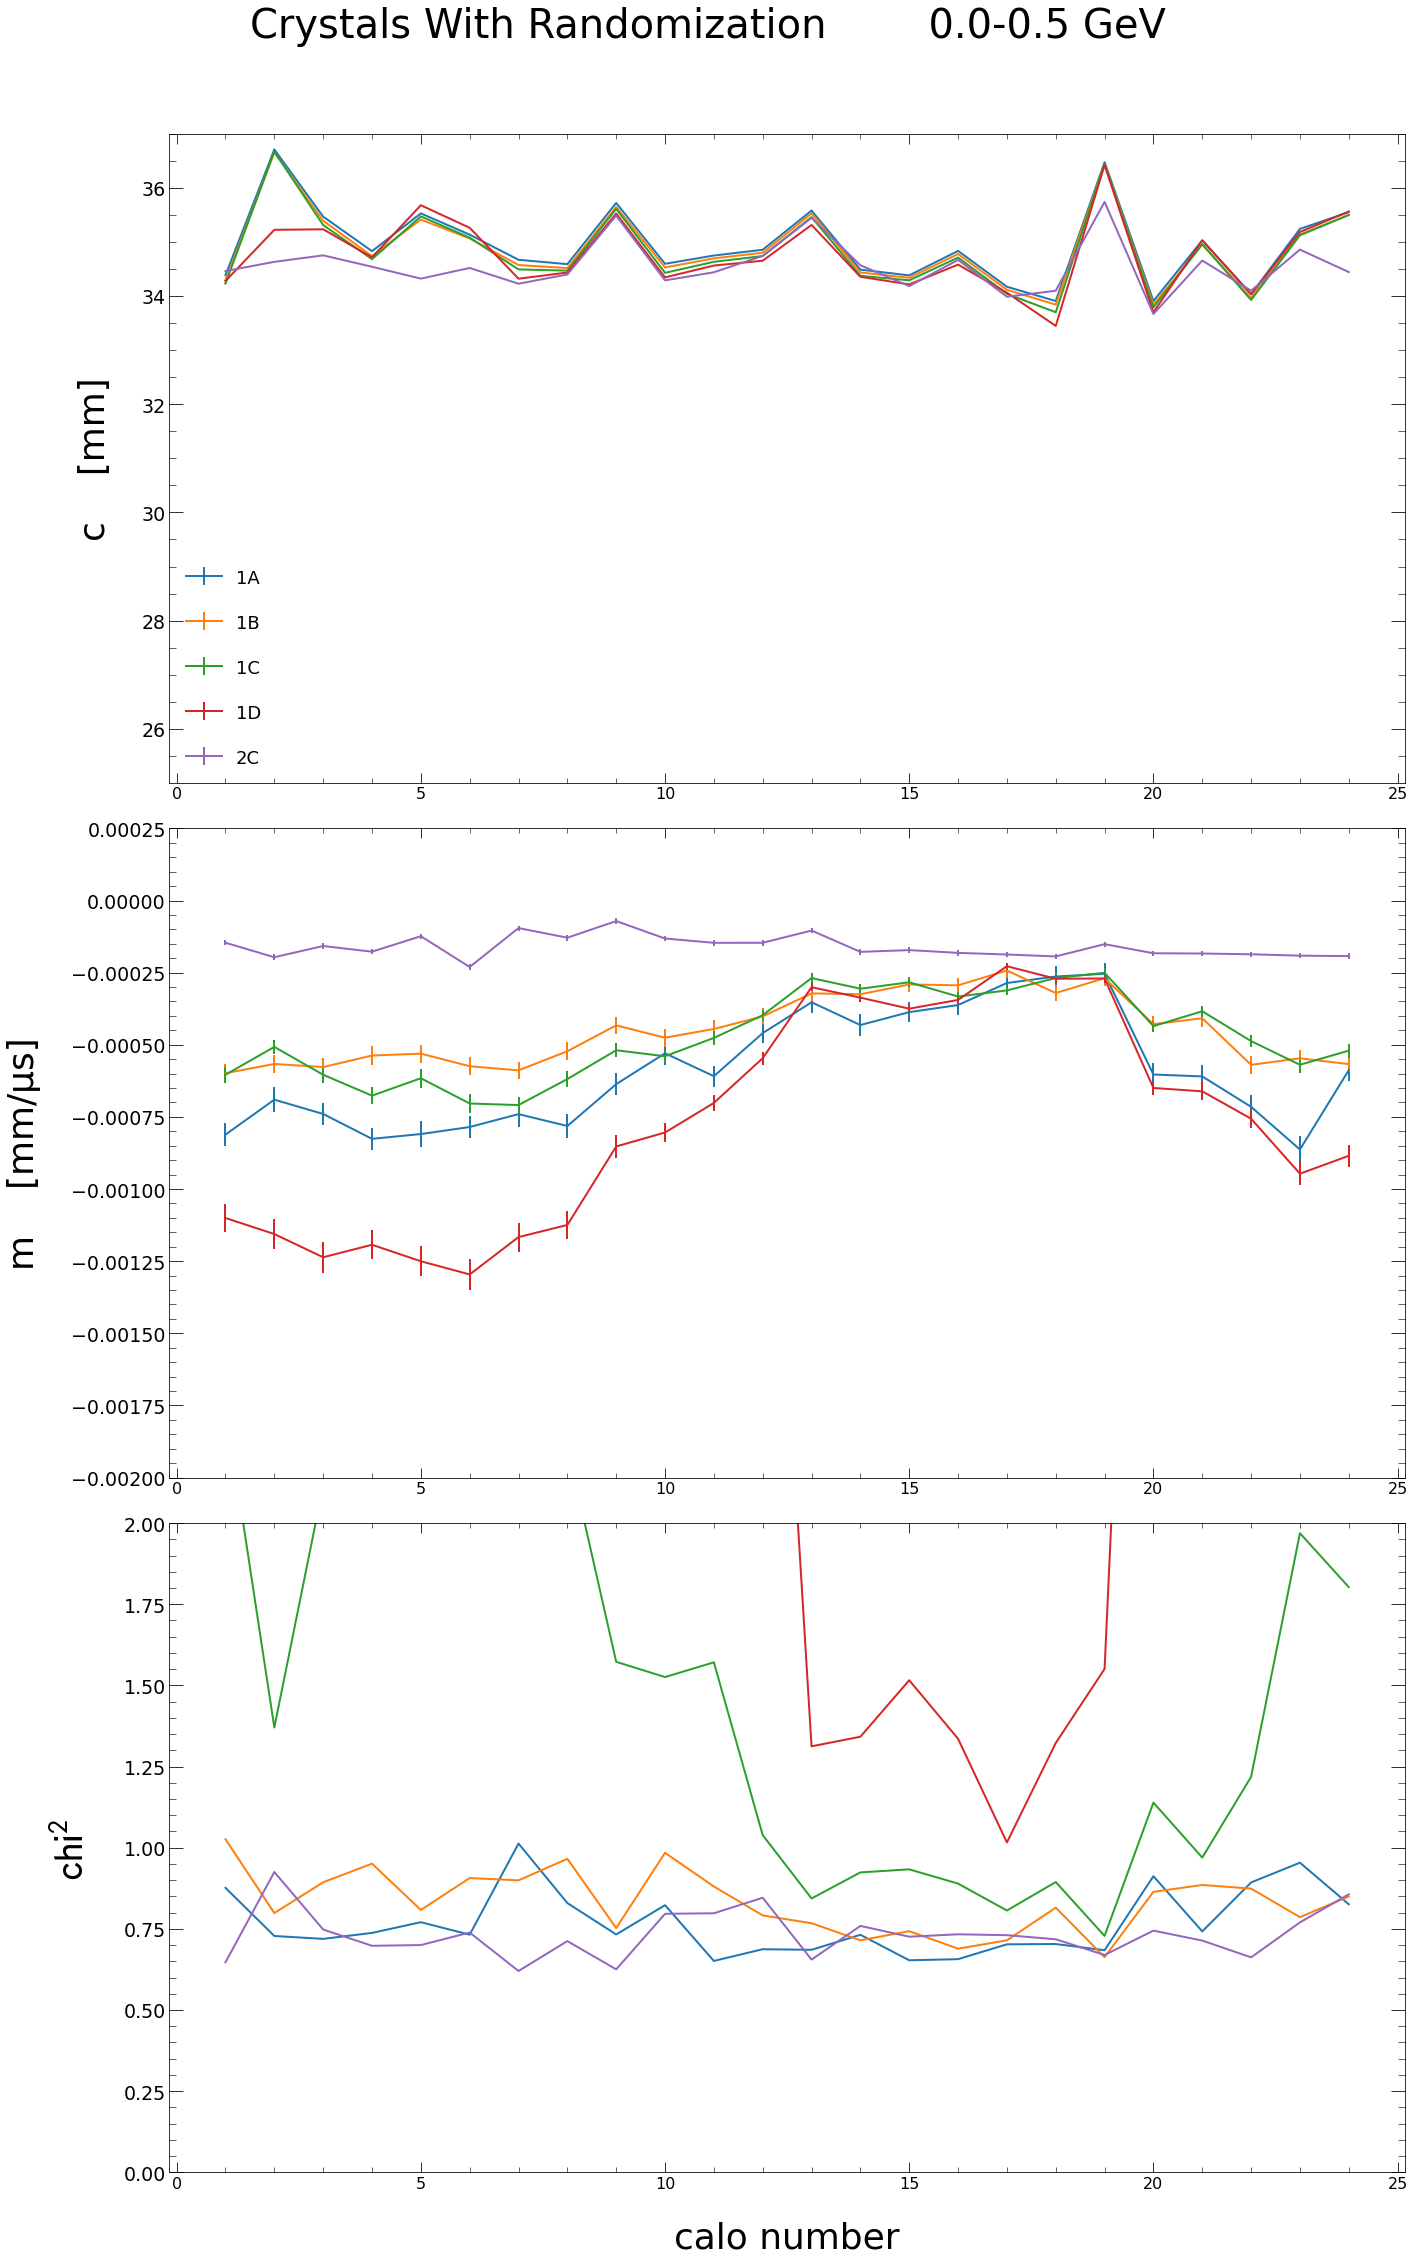 Crystals With Randomization 0.0-0.5 GeV
36
34
32
30
28
26
c [mm]
1A
1B
1C
1D
2C
0 5 10 15 20 25
0.00025
0.00000
−0.00025
−0.00050
−0.00075
−0.00100
−0.00125
−0.00150
−0.00175
−0.00200
m [mm/µs]
0 5 10 15 20 25
2.00
1.75
1.50
1.25
1.00
0.75
0.50
0.25
0.00
chi²
0 5 10 15 20 25
calo number